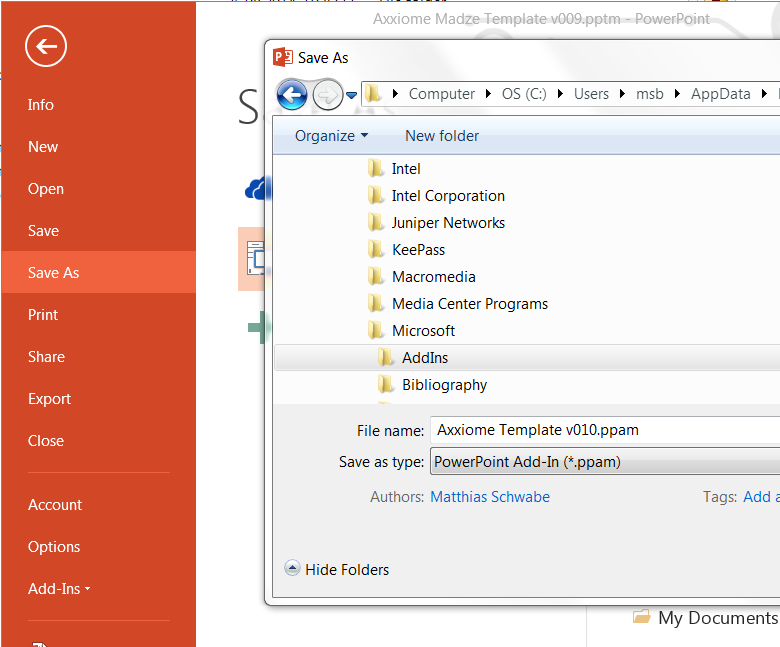 Axxiome Madze Template v009.pptm - PowerPoint
Save As
Computer OS (C:) Users msb AppData
Organize New folder
Info
New
Open
Save
Save As
Print
Share
Export
Close
Account
Options
Add-Ins
Intel
Intel Corporation
Juniper Networks
KeePass
Macromedia
Media Center Programs
Microsoft
AddIns
Bibliography
File name: Axxiome Template v010.ppam
Save as type: PowerPoint Add-In (*.ppam)
Authors: Matthias Schwabe Tags: Add a
Hide Folders
My Documents